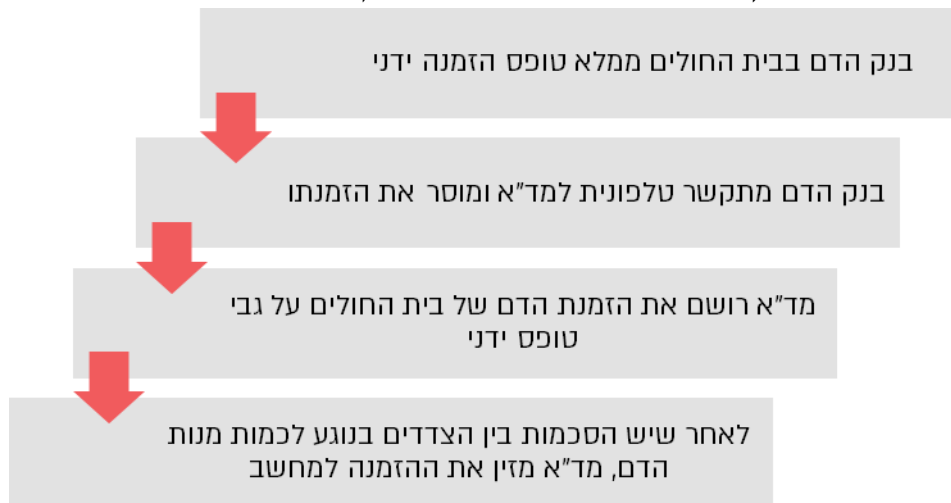 בנק הדם בבית החולים ממלא טופס הזמנה ידני
בנק הדם מתקשר טלפונית למד"א ומוסר את הזמנתו
מד"א רושם את הזמנת הדם של בית החולים על גבי
טופס ידני
לאחר שיש הסכמות בין הצדדים בנוגע לכמות מנות
הדם, מד"א מזין את ההזמנה למחשב